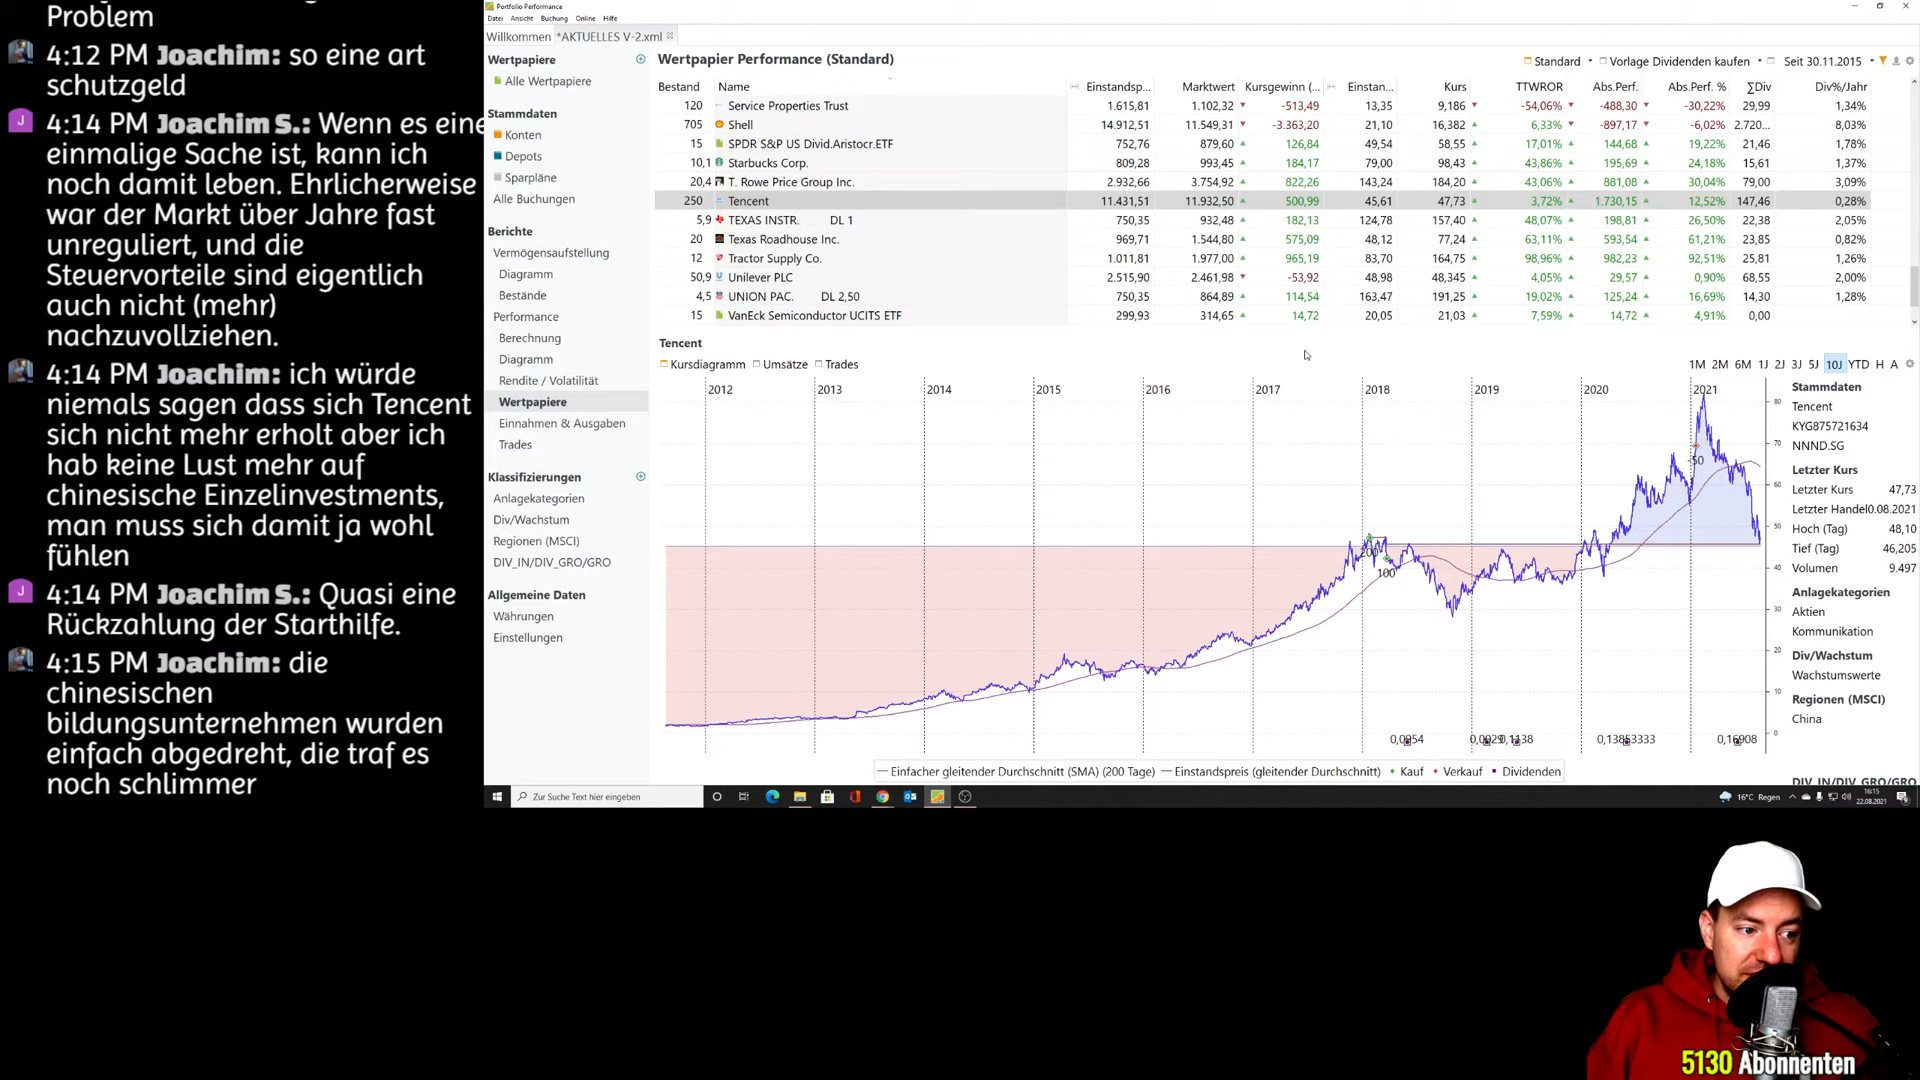 Problem
4:12 PM Joachim: so eine art
schutzgeld
J 4:14 PM Joachim S.: Wenn es eine
einmalige Sache ist, kann ich
noch damit leben. Ehrlicherweise
war der Markt über Jahre fast
unreguliert, und die
Steuervorteile sind eigentlich
auch nicht (mehr)
nachzuvollziehen.
4:14 PM Joachim: ich würde
niemals sagen dass sich Tencent
sich nicht mehr erholt aber ich
hab keine Lust mehr auf
chinesische Einzelinvestments,
man muss sich damit ja wohl
fühlen
J 4:14 PM Joachim S.: Quasi eine
Rückzahlung der Starthilfe.
4:15 PM Joachim: die
chinesischen
bildungsunternehmen wurden
einfach abgedreht, die traf es
noch schlimmer
Portfolio Performance
Datei Ansicht Buchung Online Hilfe
Willkommen *AKTUELLES V-2.xml
Wertpapiere
Alle Wertpapiere
Stammdaten
Konten
Depots
Sparpläne
Alle Buchungen
Berichte
Vermögensaufstellung
Diagramm
Bestände
Performance
Berechnung
Diagramm
Rendite / Volatilität
Wertpapiere
Einnahmen & Ausgaben
Trades
Klassifizierungen
Anlagekategorien
Div/Wachstum
Regionen (MSCI)
DIV_IN/DIV_GRO/GRO
Allgemeine Daten
Währungen
Einstellungen
Wertpapier Performance (Standard)
Standard Vorlage Dividenden kaufen Seit 30.11.2015
Bestand Name Einstandsp... Marktwert Kursgewinn (... Einstan... Kurs TTWROR Abs.Perf. Abs.Perf. % ∑Div Div%/Jahr
120 Service Properties Trust 1.615,81 1.102,32 -513,49 13,35 9,186 -54,06% -488,30 -30,22% 29,99 1,34%
705 Shell 14.912,51 11.549,31 -3.363,20 21,10 16,382 6,33% -897,17 -6,02% 2.720... 8,03%
15 SPDR S&P US Divid.Aristocr.ETF 752,76 879,60 126,84 49,54 58,55 17,01% 144,68 19,22% 21,46 1,78%
10,1 Starbucks Corp. 809,28 993,45 184,17 79,00 98,43 43,86% 195,69 24,18% 15,61 1,37%
20,4 T. Rowe Price Group Inc. 2.932,66 3.754,92 822,26 143,24 184,20 43,06% 881,08 30,04% 79,00 3,09%
250 Tencent 11.431,51 11.932,50 500,99 45,61 47,73 3,72% 1.730,15 12,52% 147,46 0,28%
5,9 TEXAS INSTR. DL 1 750,35 932,48 182,13 124,78 157,40 48,07% 198,81 26,50% 22,38 2,05%
20 Texas Roadhouse Inc. 969,71 1.544,80 575,09 48,12 77,24 63,11% 593,54 61,21% 23,85 0,82%
12 Tractor Supply Co. 1.011,81 1.977,00 965,19 83,70 164,75 98,96% 982,23 92,51% 25,81 1,26%
50,9 Unilever PLC 2.515,90 2.461,98 -53,92 48,98 48,345 4,05% 29,57 0,90% 68,55 2,00%
4,5 UNION PAC. DL 2,50 750,35 864,89 114,54 163,47 191,25 19,02% 125,24 16,69% 14,30 1,28%
15 VanEck Semiconductor UCITS ETF 299,93 314,65 14,72 20,05 21,03 7,59% 14,72 4,91% 0,00
Tencent
Kursdiagramm Umsätze Trades
1M 2M 6M 1J 2J 3J 5J 10J YTD H A
2012 2013 2014 2015 2016 2017 2018 2019 2020 2021
80
70
60
50
40
30
20
10
0
200
100
-50
0,0954 0,0929 0,1138 0,13853333 0,16908
Einfacher gleitender Durchschnitt (SMA) (200 Tage) Einstandspreis (gleitender Durchschnitt) Kauf Verkauf Dividenden
Stammdaten
Tencent
KYG875721634
NNND.SG
Letzter Kurs
Letzter Kurs 47,73
Letzter Handel0.08.2021
Hoch (Tag) 48,10
Tief (Tag) 46,205
Volumen 9.497
Anlagekategorien
Aktien
Kommunikation
Div/Wachstum
Wachstumswerte
Regionen (MSCI)
China
DIV_IN/DIV_GRO/GRO
Zur Suche Text hier eingeben
16°C Regen
16:15
22.08.2021
5130 Abonnenten